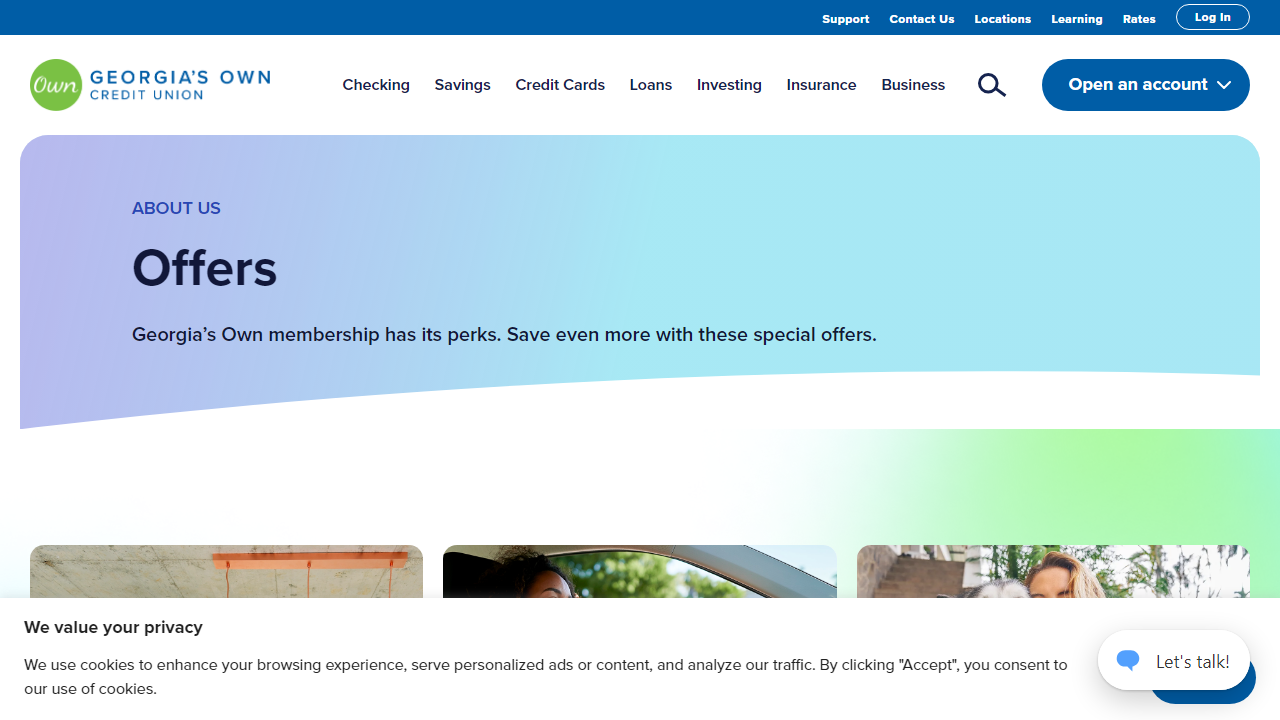 Support Contact Us Locations Learning Rates Log In
Own GEORGIA'S OWN
CREDIT UNION
Checking Savings Credit Cards Loans Investing Insurance Business Open an account
ABOUT US
Offers
Georgia’s Own membership has its perks. Save even more with these special offers.
We value your privacy
We use cookies to enhance your browsing experience, serve personalized ads or content, and analyze our traffic. By clicking "Accept", you consent to
our use of cookies.
Let's talk!